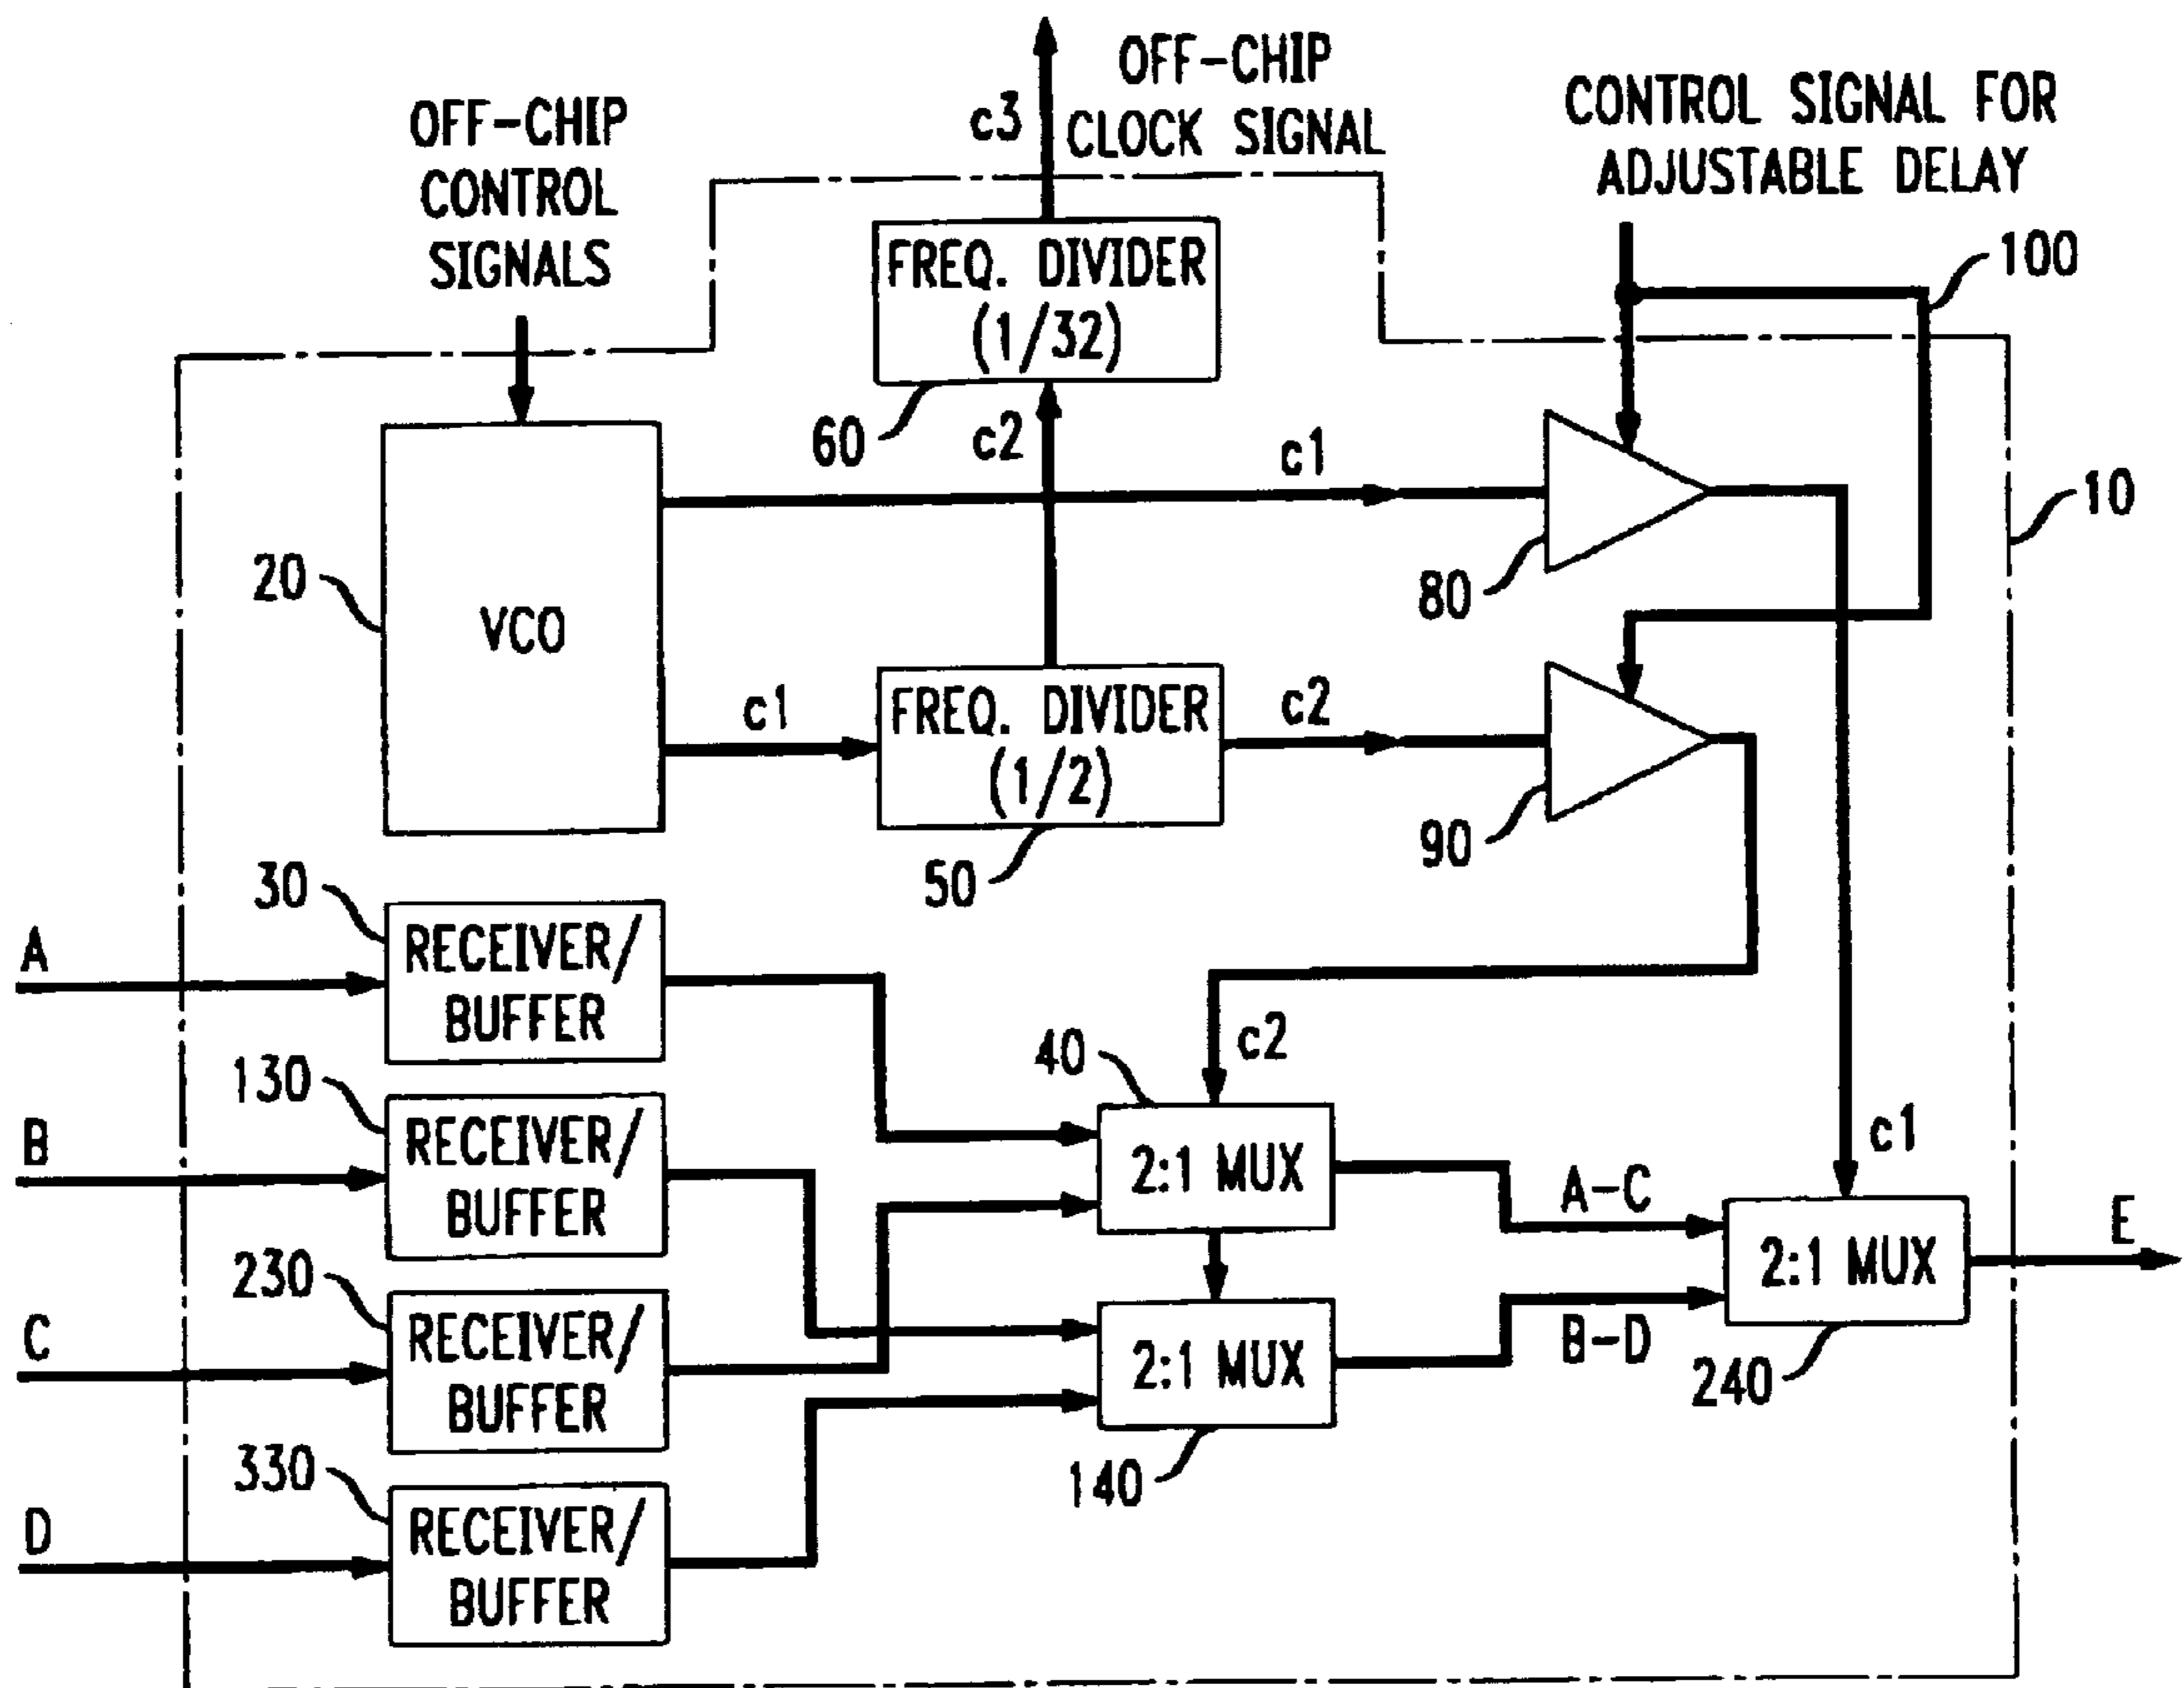 OFF-CHIP
CONTROL
SIGNALS
c3
OFF-CHIP
CLOCK SIGNAL
CONTROL SIGNAL FOR
ADJUSTABLE DELAY
100
FREQ. DIVIDER
(1/32)
60
c2
c1
10
20
VCO
80
c1
FREQ. DIVIDER
(1/2)
c2
50
90
30
A
RECEIVER/
BUFFER
40
c2
130
B
RECEIVER/
BUFFER
2:1 MUX
c1
A-C
230
C
RECEIVER/
BUFFER
2:1 MUX
B-D
2:1 MUX
E
240
140
330
D
RECEIVER/
BUFFER